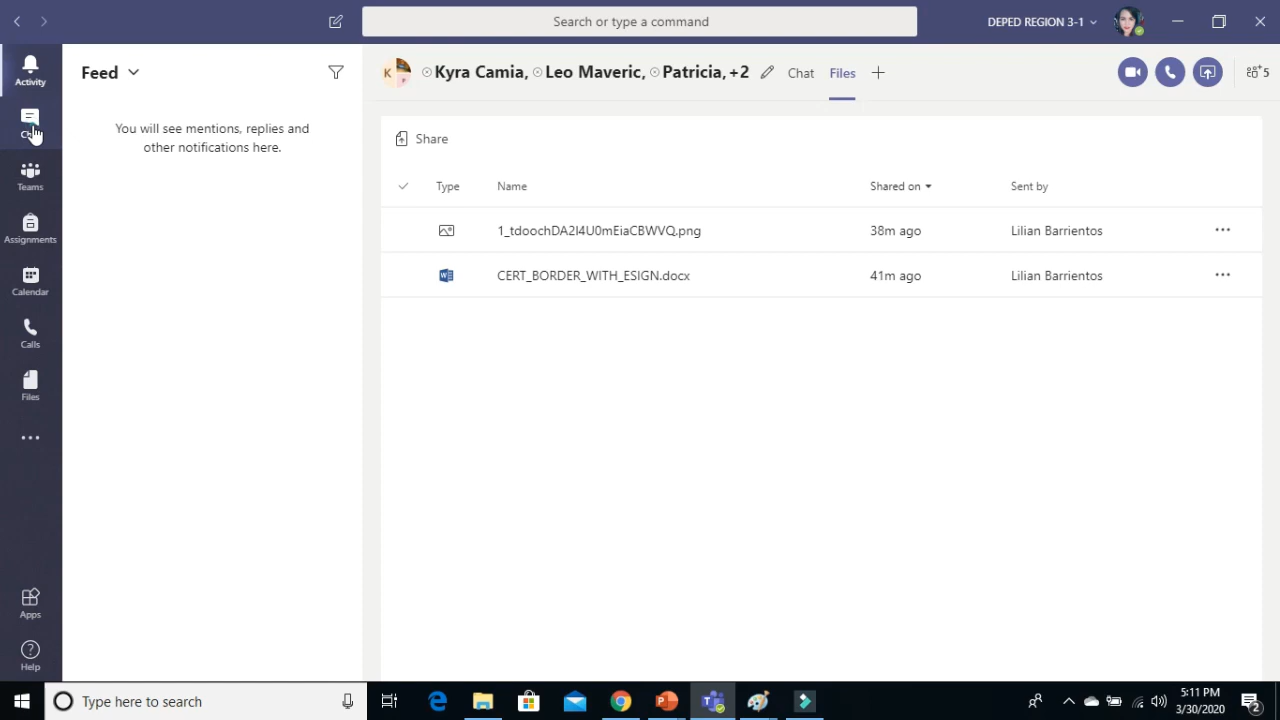 Search or type a command
DEPED REGION 3-1
Activity
Teams
Assignments
Calendar
Calls
Files
Apps
Help
Feed
You will see mentions, replies and
other notifications here.
K
Kyra Camia, Leo Maveric, Patricia, +2
Chat
Files
5
Share
Type Name Shared on Sent by
1_tdoochDA2I4U0mEiaCBWVQ.png 38m ago Lilian Barrientos
CERT_BORDER_WITH_ESIGN.docx 41m ago Lilian Barrientos
Type here to search
5:11 PM
3/30/2020
2